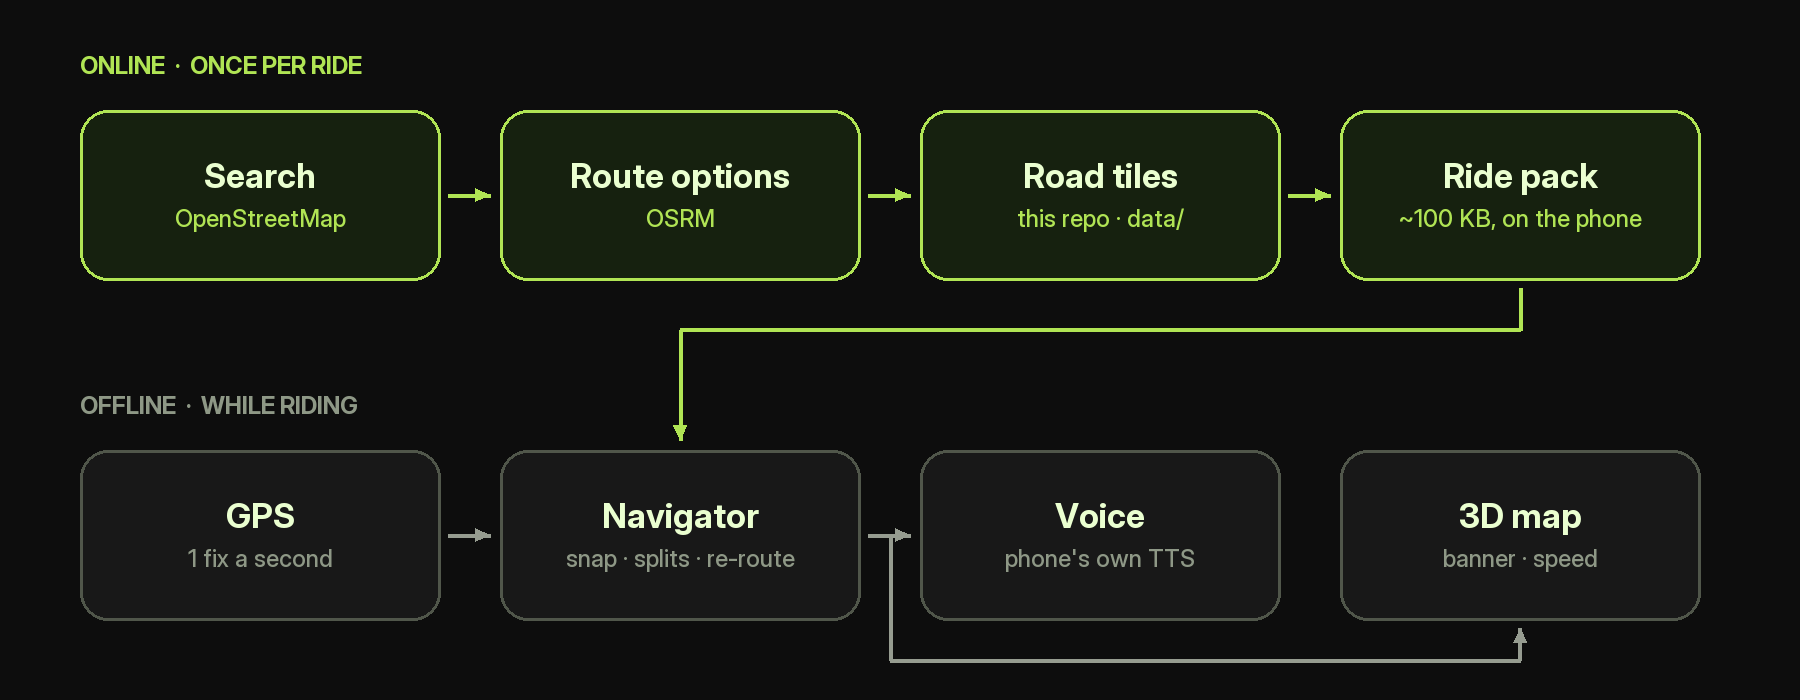 ONLINE · ONCE PER RIDE
Search
OpenStreetMap
Route options
OSRM
Road tiles
this repo · data/
Ride pack
~100 KB, on the phone
OFFLINE · WHILE RIDING
GPS
1 fix a second
Navigator
snap · splits · re-route
Voice
phone's own TTS
3D map
banner · speed